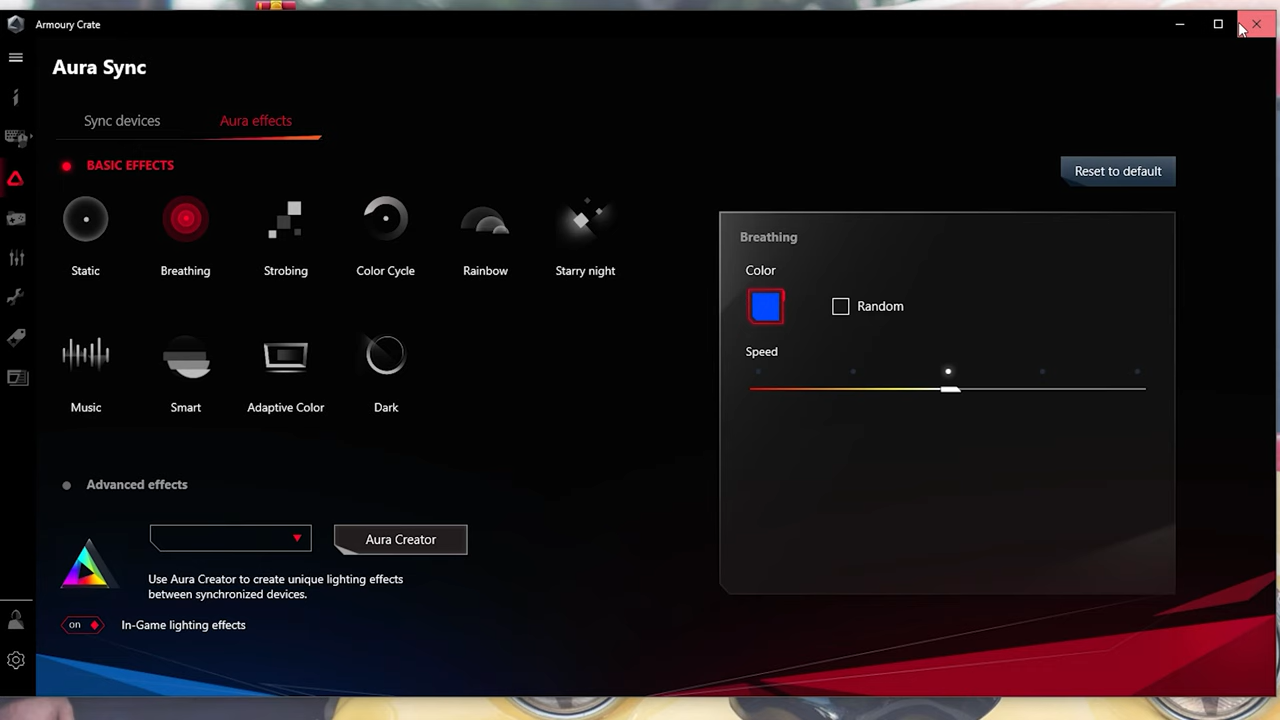 Armoury Crate
Aura Sync
Sync devices
Aura effects
BASIC EFFECTS
Reset to default
Static
Breathing
Strobing
Color Cycle
Rainbow
Starry night
Music
Smart
Adaptive Color
Dark
Breathing
Color
Random
Speed
Advanced effects
Aura Creator
Use Aura Creator to create unique lighting effects
between synchronized devices.
on
In-Game lighting effects